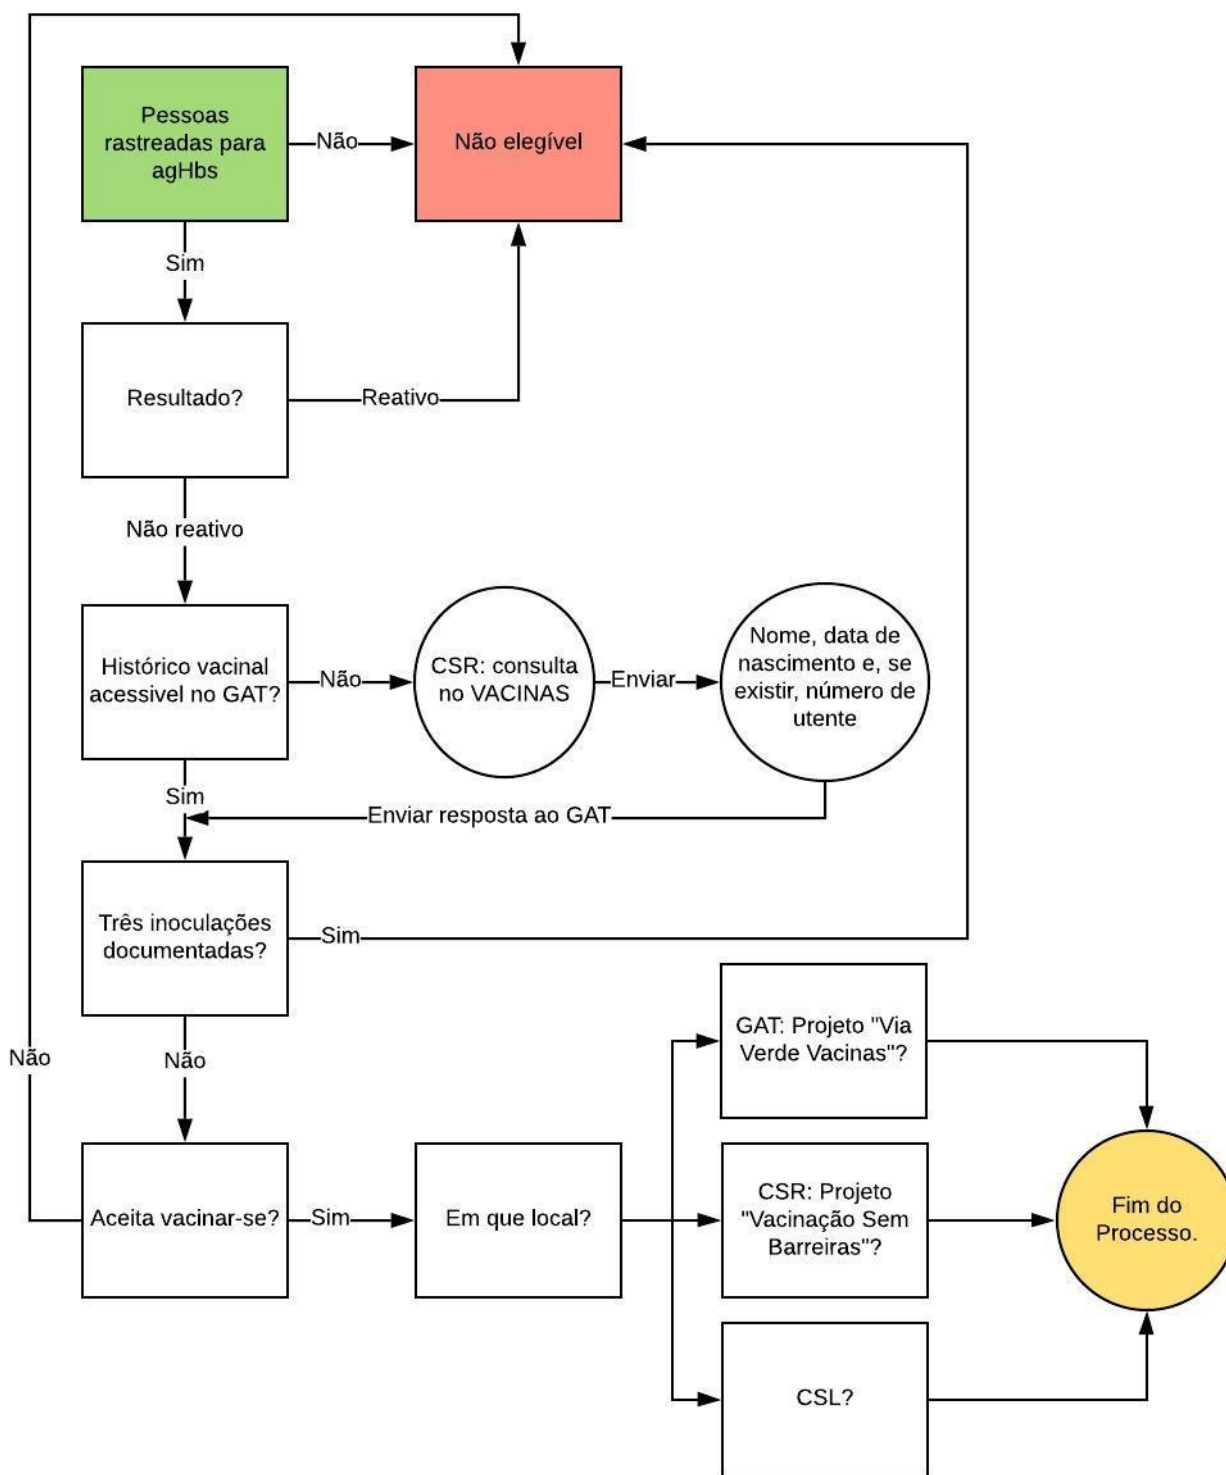 Pessoas
rastreadas para
agHbs
Não
Não elegível
Sim
Resultado?
Reativo
Não reativo
Histórico vacinal
acessivel no GAT?
Não
CSR: consulta
no VACINAS
Enviar
Nome, data de
nascimento e, se
existir, número de
utente
Sim
Enviar resposta ao GAT
Três inoculações
documentadas?
Sim
Não
Não
Aceita vacinar-se?
Sim
Em que local?
GAT: Projeto "Via
Verde Vacinas"?
CSR: Projeto
"Vacinação Sem
Barreiras"?
CSL?
Fim do
Processo.